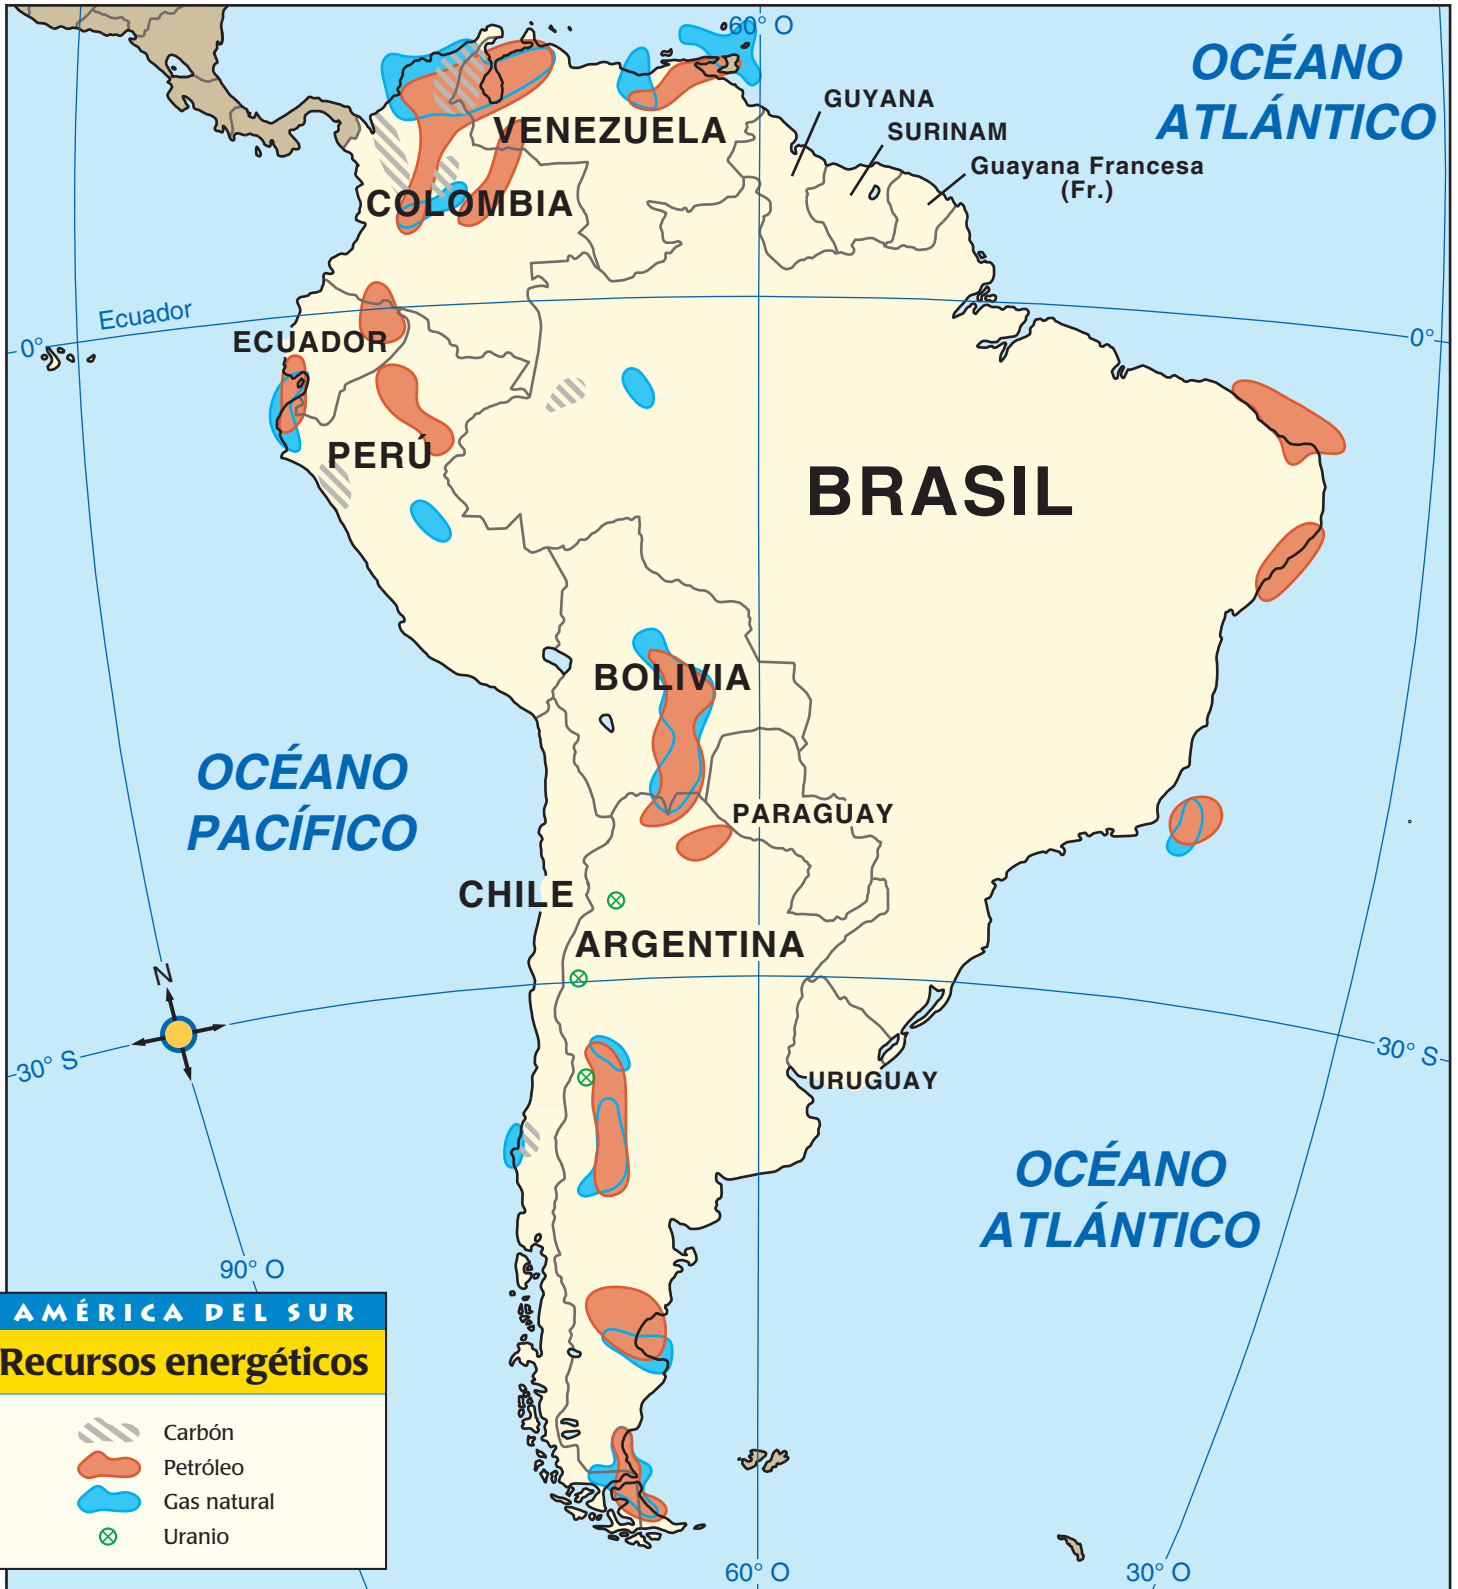 60° O
OCÉANO
ATLÁNTICO
GUYANA
SURINAM
Guayana Francesa
(Fr.)
VENEZUELA
COLOMBIA
Ecuador
0°
0°
ECUADOR
PERÚ
BRASIL
BOLIVIA
OCÉANO
PACÍFICO
PARAGUAY
CHILE
ARGENTINA
N
30° S
30° S
URUGUAY
OCÉANO
ATLÁNTICO
90° O
AMÉRICA DEL SUR
Recursos energéticos
Carbón
Petróleo
Gas natural
Uranio
60° O
30° O